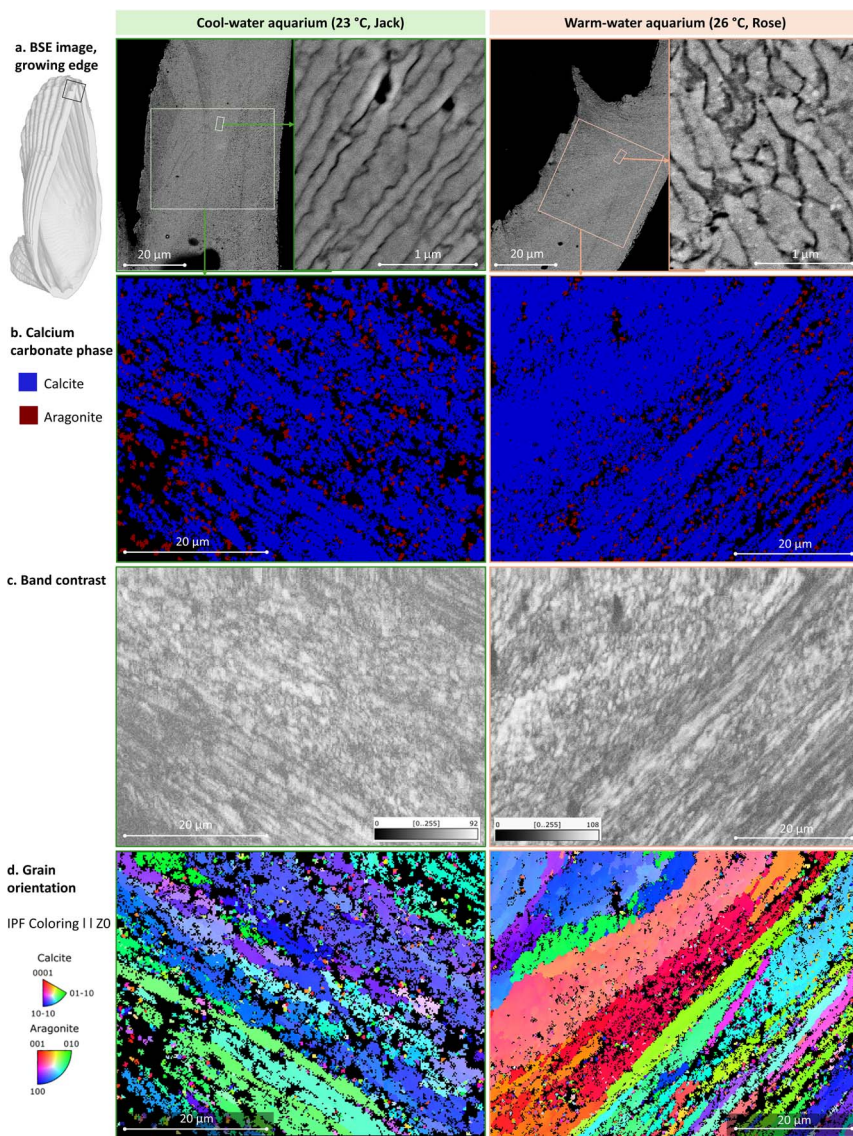 Cool-water aquarium (23 °C, Jack)
Warm-water aquarium (26 °C, Rose)
a. BSE image,
growing edge
20 µm
1 µm
20 µm
1 µm
b. Calcium
carbonate phase
Calcite
Aragonite
20 µm
20 µm
c. Band contrast
20 µm
0 [0..255] 92
0 [0..255] 108
20 µm
d. Grain
orientation
IPF Coloring I I Z0
Calcite
0001
01-10
10-10
Aragonite
001 010
100
20 µm
20 µm